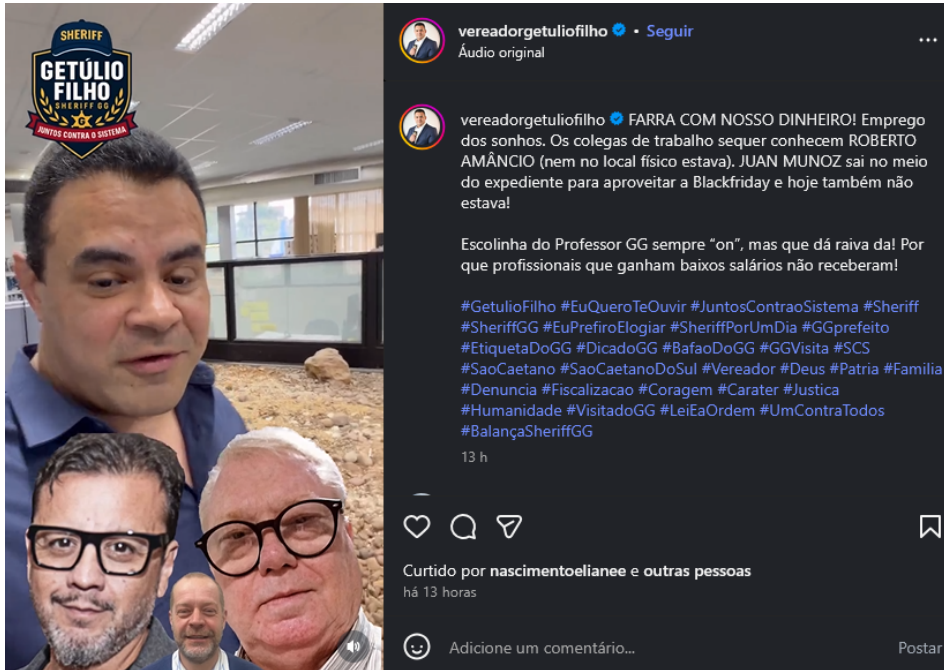 SHERIFF
GETÚLIO
FILHO
SHERIFF GG
JUNTOS CONTRA O SISTEMA
vereadorgetuliofilho • Seguir
Áudio original
vereadorgetuliofilho FARRA COM NOSSO DINHEIRO! Emprego
dos sonhos. Os colegas de trabalho sequer conhecem ROBERTO
AMÂNCIO (nem no local físico estava). JUAN MUNOZ sai no meio
do expediente para aproveitar a Blackfriday e hoje também não
estava!
Escolinha do Professor GG sempre “on”, mas que dá raiva da! Por
que profissionais que ganham baixos salários não receberam!
#GetulioFilho #EuQueroTeOuvir #JuntosContraoSistema #Sheriff
#SheriffGG #EuPrefiroElogiar #SheriffPorUmDia #GGprefeito
#EtiquetaDoGG #DicadoGG #BafaoDoGG #GGVisita #SCS
#SaoCaetano #SaoCaetanoDoSul #Vereador #Deus #Patria #Familia
#Denuncia #Fiscalizacao #Coragem #Carater #Justica
#Humanidade #VisitadoGG #LeiEaOrdem #UmContraTodos
#BalançaSheriffGG
13 h
Curtido por nascimentoelianee e outras pessoas
há 13 horas
Adicione um comentário...
Postar